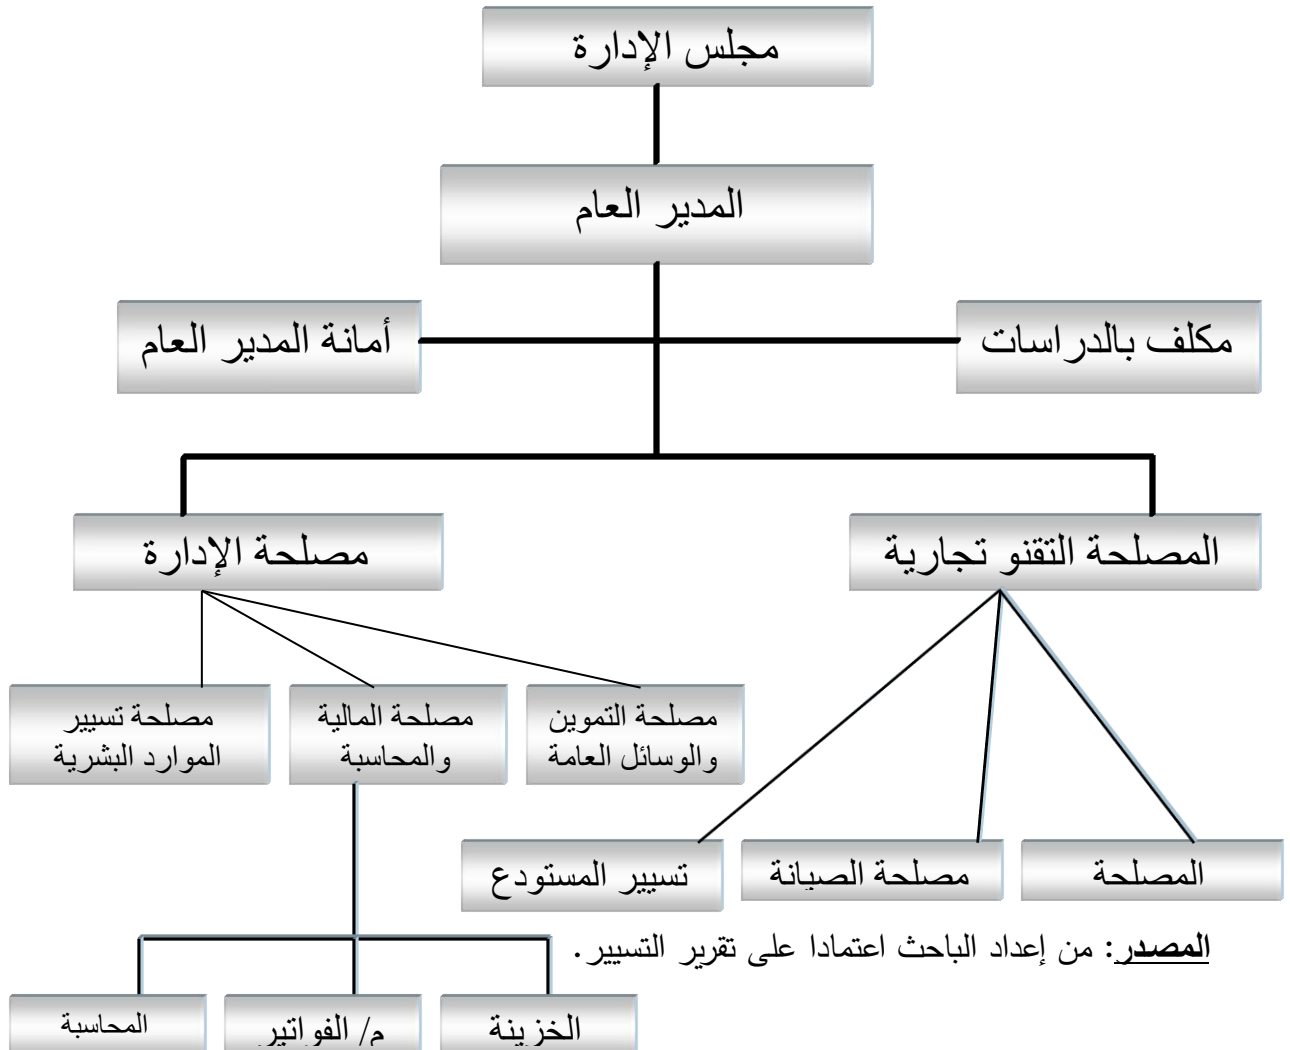 مجلس الإدارة
المدير العام
مكلف بالدراسات
أمانة المدير العام
المصلحة التقنو تجارية
مصلحة الإدارة
مصلحة التموين
والوسائل العامة
مصلحة المالية
والمحاسبة
مصلحة تسيير
الموارد البشرية
المصلحة
مصلحة الصيانة
تسيير المستودع
المصدر: من إعداد الباحث اعتمادا على تقرير التسيير.
الخزينة
م/ الفواتير
المحاسبة